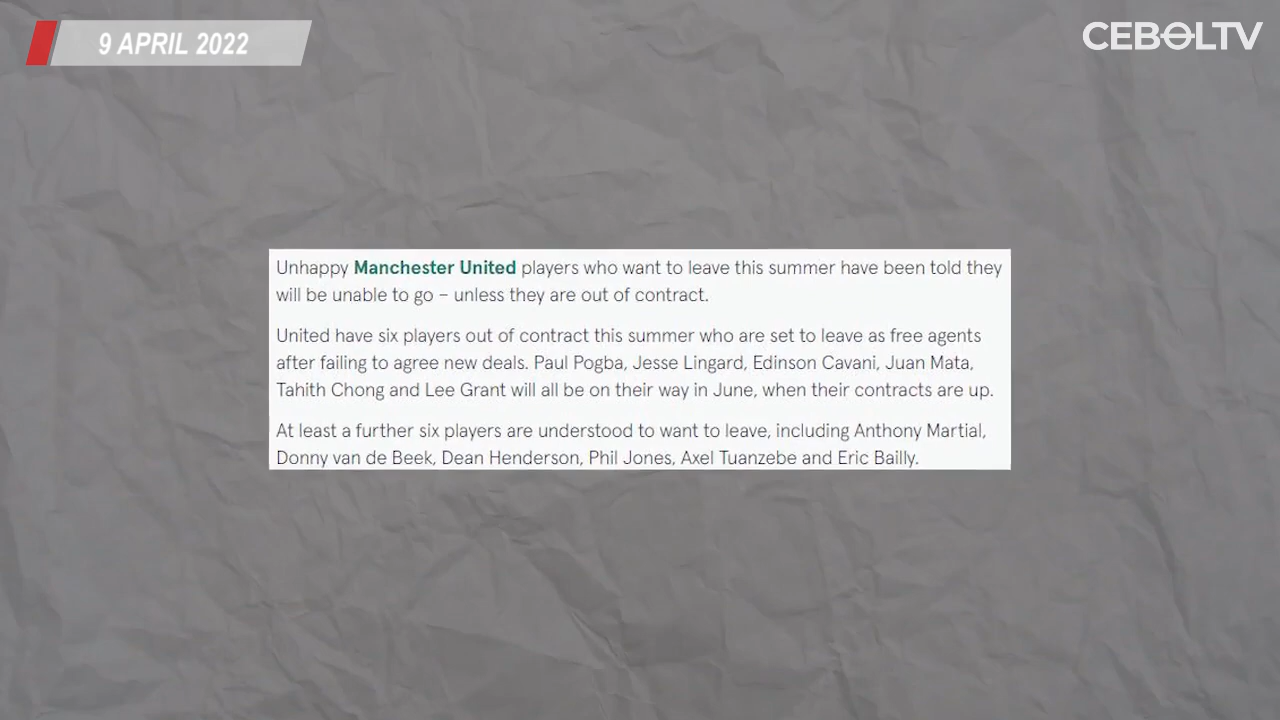 9 APRIL 2022
CEBOLTV
Unhappy Manchester United players who want to leave this summer have been told they
will be unable to go – unless they are out of contract.
United have six players out of contract this summer who are set to leave as free agents
after failing to agree new deals. Paul Pogba, Jesse Lingard, Edinson Cavani, Juan Mata,
Tahith Chong and Lee Grant will all be on their way in June, when their contracts are up.
At least a further six players are understood to want to leave, including Anthony Martial,
Donny van de Beek, Dean Henderson, Phil Jones, Axel Tuanzebe and Eric Bailly.